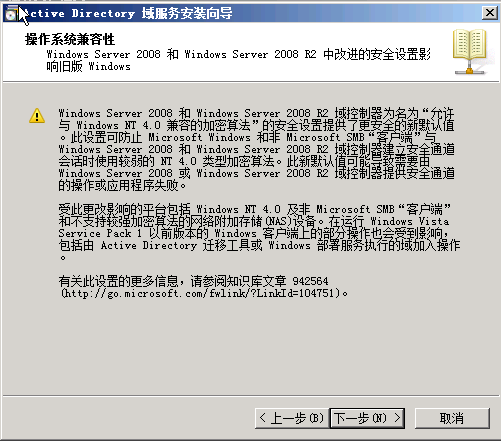 Active Directory 域服务安装向导
操作系统兼容性
Windows Server 2008 和 Windows Server 2008 R2 中改进的安全设置影
响旧版 Windows
Windows Server 2008 和 Windows Server 2008 R2 域控制器为名为“允许
与 Windows NT 4.0 兼容的加密算法”的安全设置提供了更安全的新默认值
。此设置可防止 Microsoft Windows 和非 Microsoft SMB“客户端”与
Windows Server 2008 和 Windows Server 2008 R2 域控制器建立安全通道
会话时使用较弱的 NT 4.0 类型加密算法。此新默认值可能导致需要由
Windows Server 2008 或 Windows Server 2008 R2 域控制器提供安全通道
的操作或应用程序失败。
受此更改影响的平台包括 Windows NT 4.0 及非 Microsoft SMB“客户端”
和不支持较强加密算法的网络附加存储(NAS)设备。在运行 Windows Vista
Service Pack 1 以前版本的 Windows 客户端上的部分操作也会受到影响，
包括由 Active Directory 迁移工具或 Windows 部署服务执行的域加入操作
。
有关此设置的更多信息，请参阅知识库文章 942564
(http://go.microsoft.com/fwlink/?LinkId=104751)。
< 上一步(B) 下一步(N) > 取消